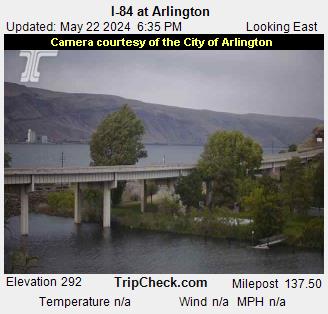 I-84 at Arlington
Updated: May 22 2024 6:35 PM Looking East
Camera courtesy of the City of Arlington
Elevation 292 TripCheck.com Milepost 137.50
Temperature n/a Wind n/a MPH n/a